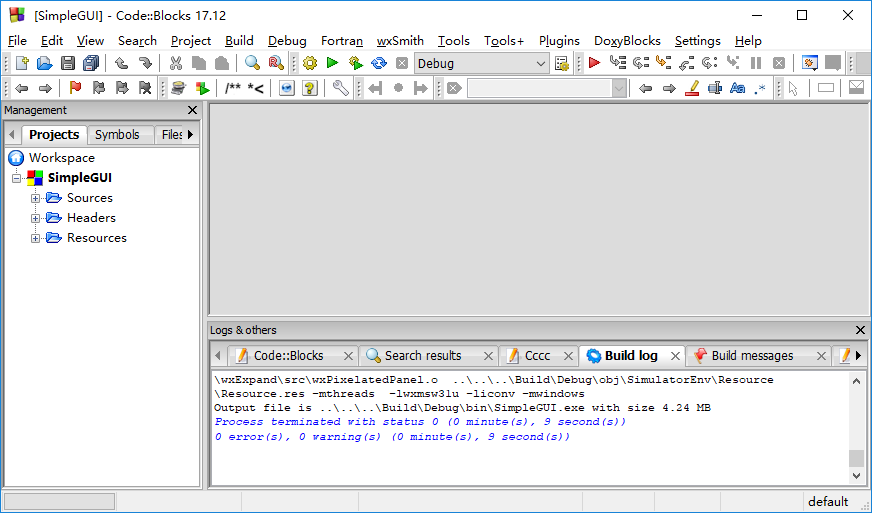 [SimpleGUI] - Code::Blocks 17.12
File Edit View Search Project Build Debug Fortran wxSmith Tools Tools+ Plugins DoxyBlocks Settings Help
Debug
/** *<
Aa .*
Management
Projects Symbols Files
Workspace
SimpleGUI
Sources
Headers
Resources
Logs & others
Code::Blocks Search results Cccc Build log Build messages
\wxExpand\src\wxPixelatedPanel.o ..\..\..\Build\Debug\obj\SimulatorEnv\Resource
\Resource.res -mthreads -lwxmsw31u -liconv -mwindows
Output file is ..\..\..\Build\Debug\bin\SimpleGUI.exe with size 4.24 MB
Process terminated with status 0 (0 minute(s), 9 second(s))
0 error(s), 0 warning(s) (0 minute(s), 9 second(s))
default